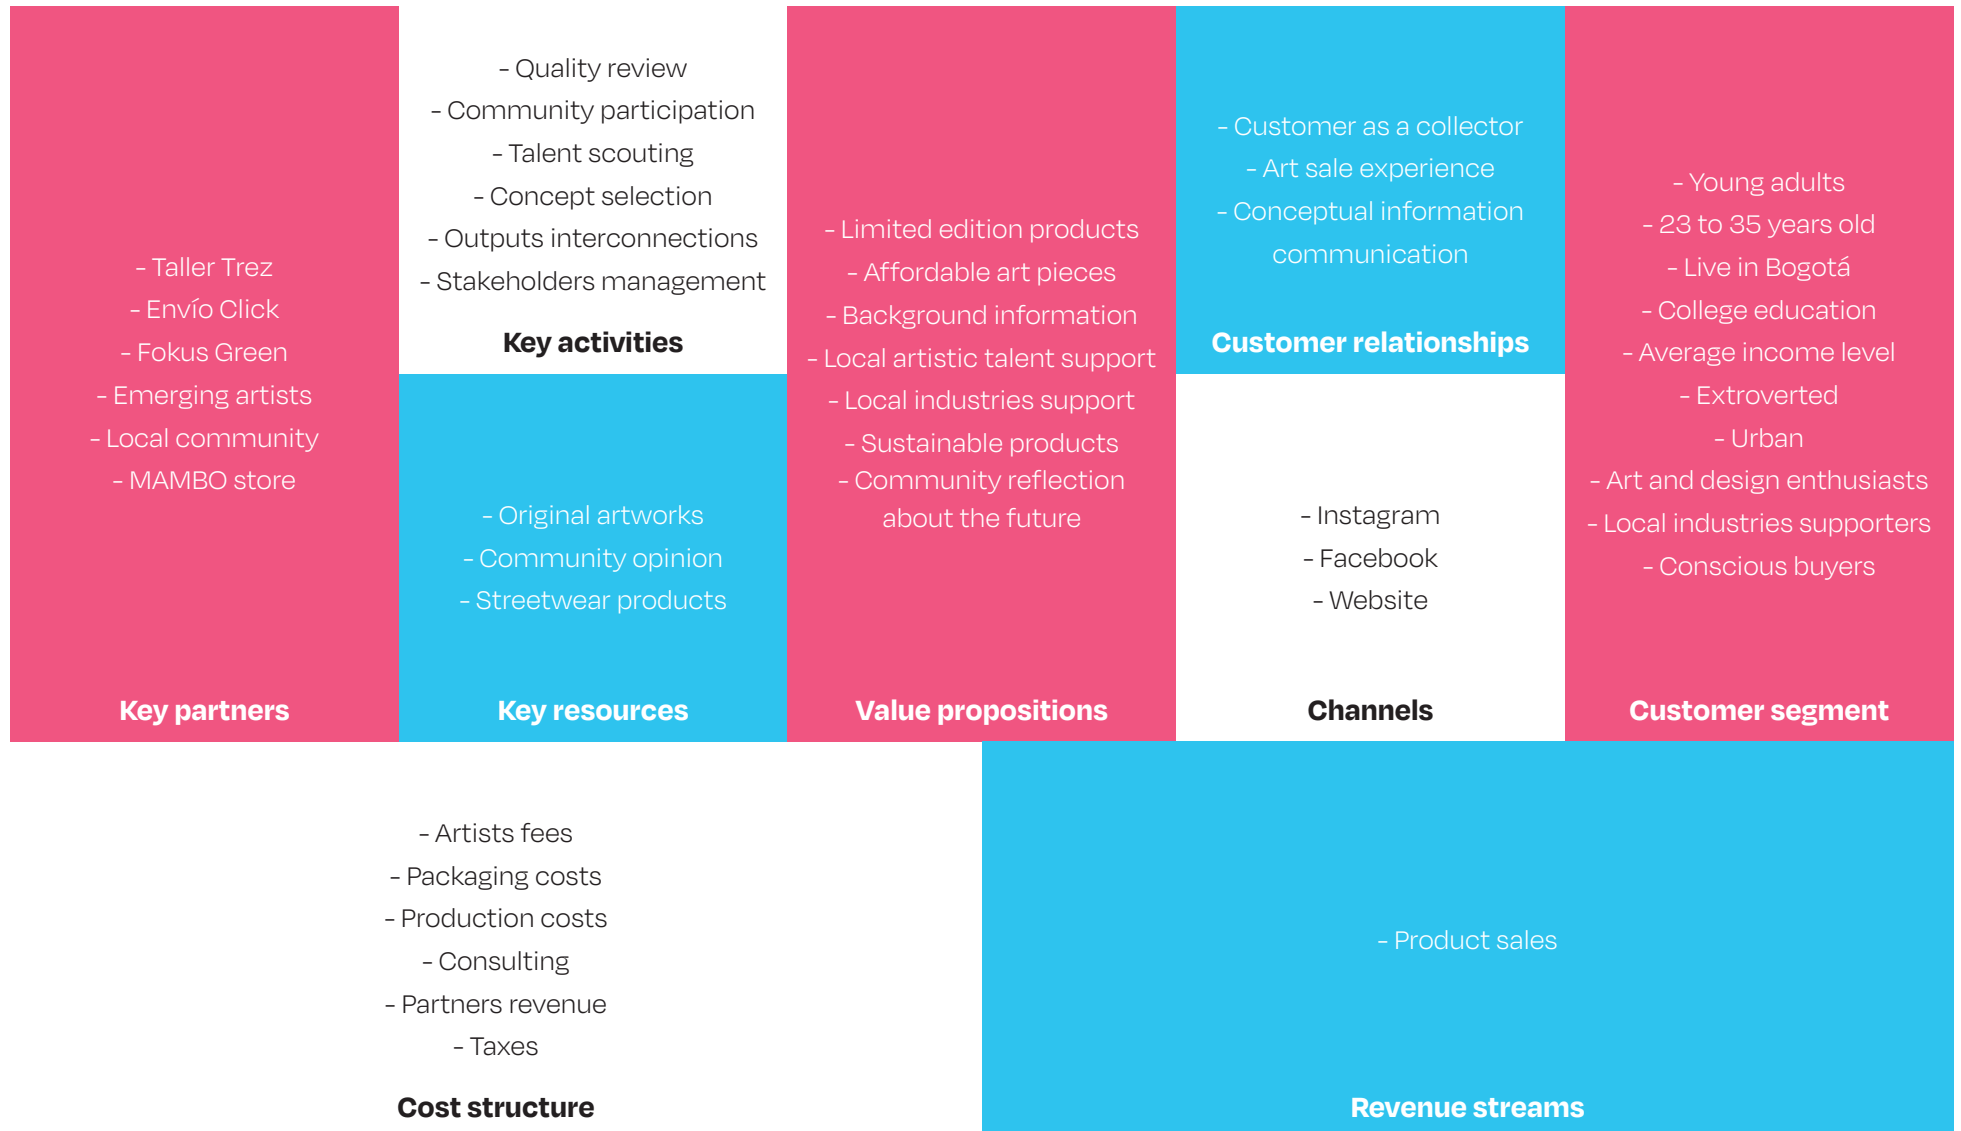 - Taller Trez
- Envío Click
- Fokus Green
- Emerging artists
- Local community
- MAMBO store
Key partners
- Quality review
- Community participation
- Talent scouting
- Concept selection
- Outputs interconnections
- Stakeholders management
Key activities
- Original artworks
- Community opinion
- Streetwear products
Key resources
- Limited edition products
- Affordable art pieces
- Background information
- Local artistic talent support
- Local industries support
- Sustainable products
- Community reflection
about the future
Value propositions
- Customer as a collector
- Art sale experience
- Conceptual information
communication
Customer relationships
- Instagram
- Facebook
- Website
Channels
- Young adults
- 23 to 35 years old
- Live in Bogotá
- College education
- Average income level
- Extroverted
- Urban
- Art and design enthusiasts
- Local industries supporters
- Conscious buyers
Customer segment
- Artists fees
- Packaging costs
- Production costs
- Consulting
- Partners revenue
- Taxes
Cost structure
- Product sales
Revenue streams